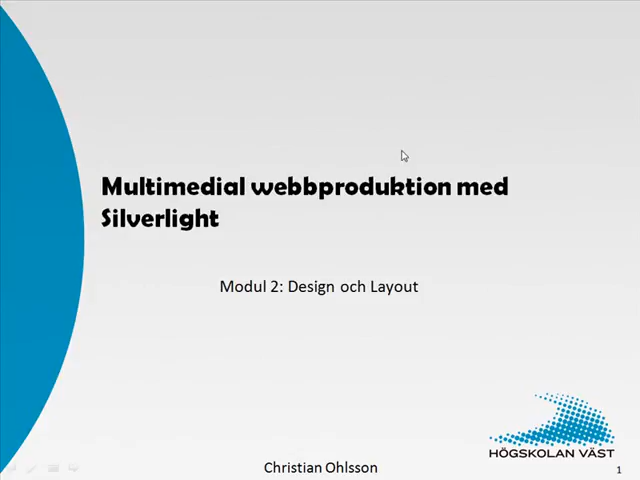 Multimedial webbproduktion med
Silverlight
Modul 2: Design och Layout
HÖGSKOLAN VÄST
Christian Ohlsson
1